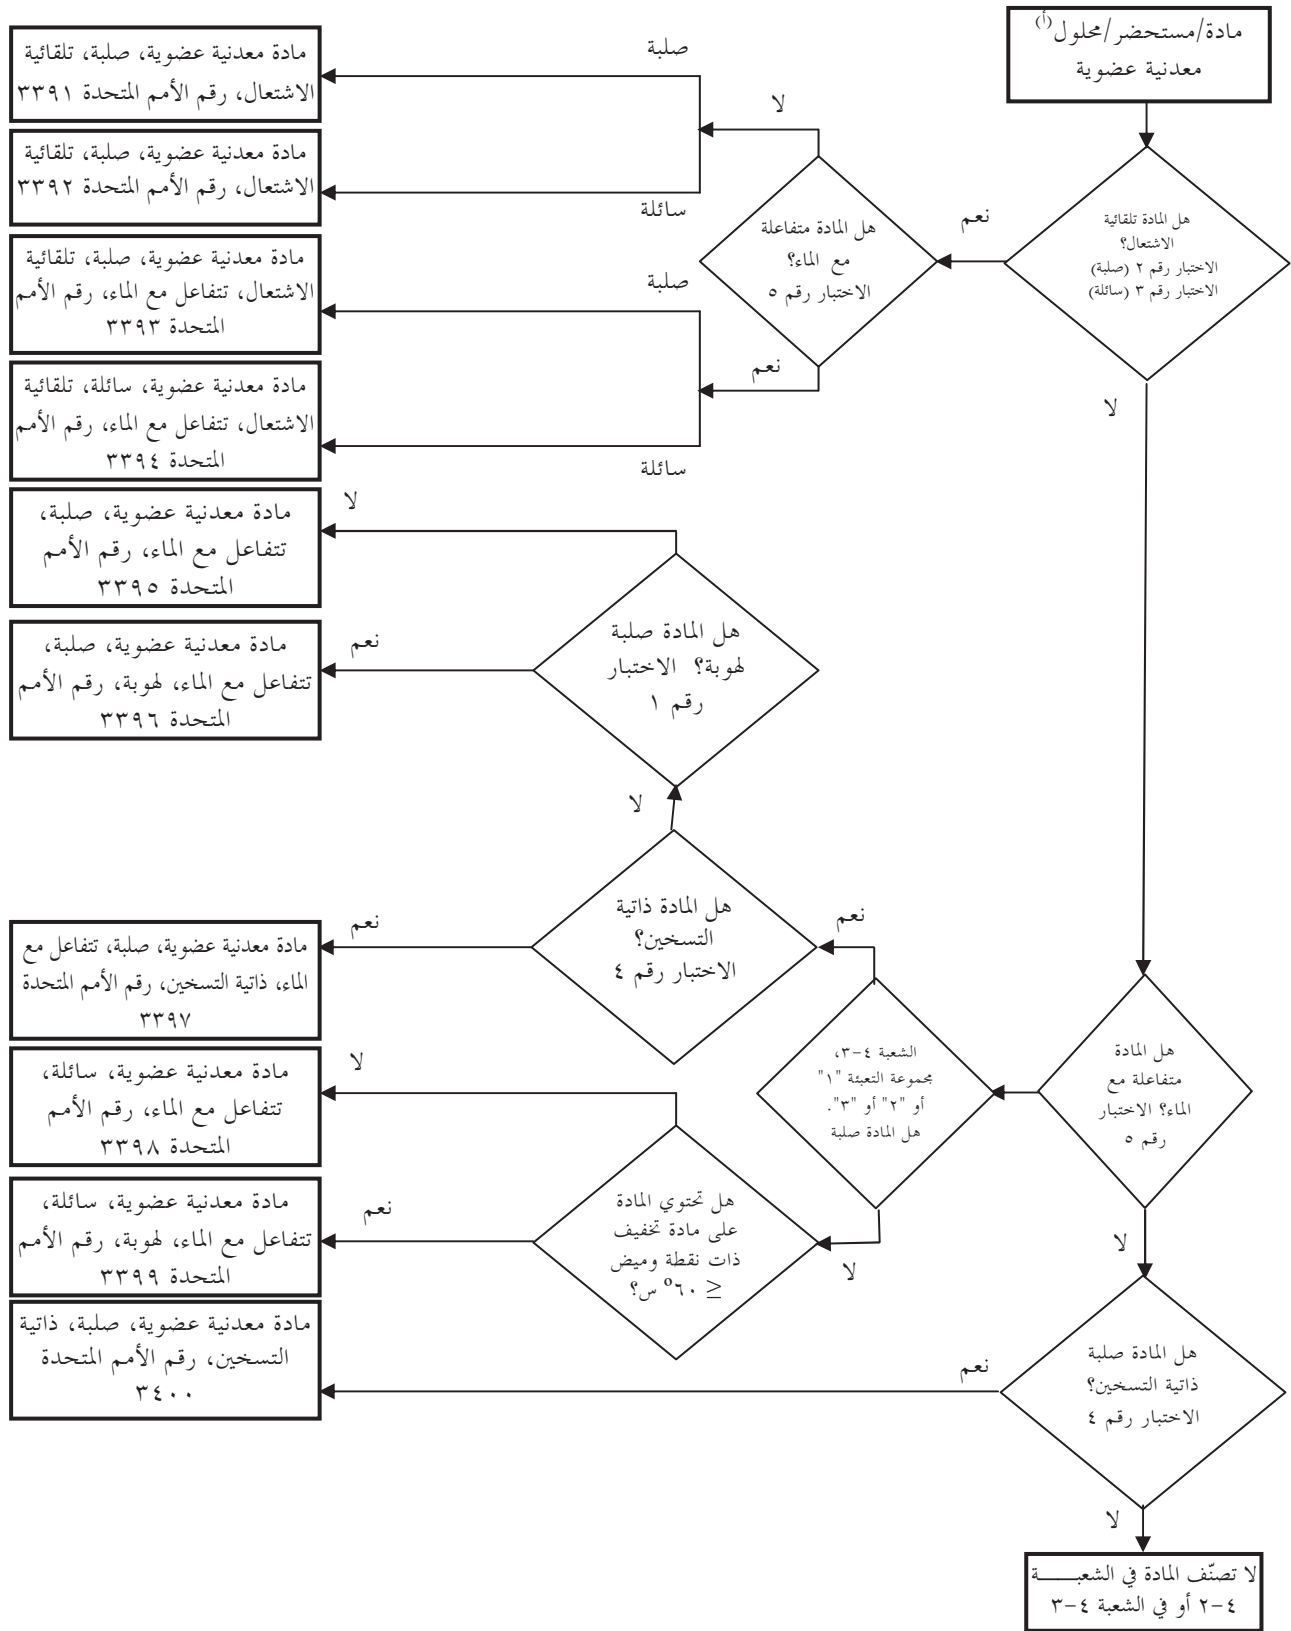 مادة/مستحضر/محلول(أ)
معدنية عضوية
هل المادة تلقائية
الاشتعال؟
الاختبار رقم ٢ (صلبة)
الاختبار رقم ٣ (سائلة)
نعم
لا
هل المادة متفاعلة
مع الماء؟
الاختبار رقم ٥
لا
نعم
صلبة
سائلة
صلبة
سائلة
مادة معدنية عضوية، صلبة، تلقائية
الاشتعال، رقم الأمم المتحدة ٣٣٩١
مادة معدنية عضوية، صلبة، تلقائية
الاشتعال، رقم الأمم المتحدة ٣٣٩٢
مادة معدنية عضوية، صلبة، تلقائية
الاشتعال، تتفاعل مع الماء، رقم الأمم
المتحدة ٣٣٩٣
مادة معدنية عضوية، سائلة، تلقائية
الاشتعال، تتفاعل مع الماء، رقم الأمم
المتحدة ٣٣٩٤
لا
مادة معدنية عضوية، صلبة،
تتفاعل مع الماء، رقم الأمم
المتحدة ٣٣٩٥
هل المادة صلبة
لهوبة؟ الاختبار
رقم ١
نعم
مادة معدنية عضوية، صلبة،
تتفاعل مع الماء، لهوبة، رقم الأمم
المتحدة ٣٣٩٦
لا
هل المادة ذاتية
التسخين؟
الاختبار رقم ٤
نعم
نعم
مادة معدنية عضوية، صلبة، تتفاعل مع
الماء، ذاتية التسخين، رقم الأمم المتحدة
٣٣٩٧
هل المادة
متفاعلة مع
الماء؟ الاختبار
رقم ٥
الشعبة ٤-٣،
مجموعة التعبئة "١"
أو "٢" أو "٣".
هل المادة صلبة
لا
لا
مادة معدنية عضوية، سائلة،
تتفاعل مع الماء، رقم الأمم
المتحدة ٣٣٩٨
هل تحتوي المادة
على مادة تخفيف
ذات نقطة وميض
≤ ٦٠° س؟
نعم
مادة معدنية عضوية، سائلة،
تتفاعل مع الماء، لهوبة، رقم الأمم
المتحدة ٣٣٩٩
لا
هل المادة صلبة
ذاتية التسخين؟
الاختبار رقم ٤
نعم
مادة معدنية عضوية، صلبة، ذاتية
التسخين، رقم الأمم المتحدة
٣٤٠٠
لا
لا تصنّف المادة في الشعبـــــة
٤-٢ أو في الشعبة ٤-٣